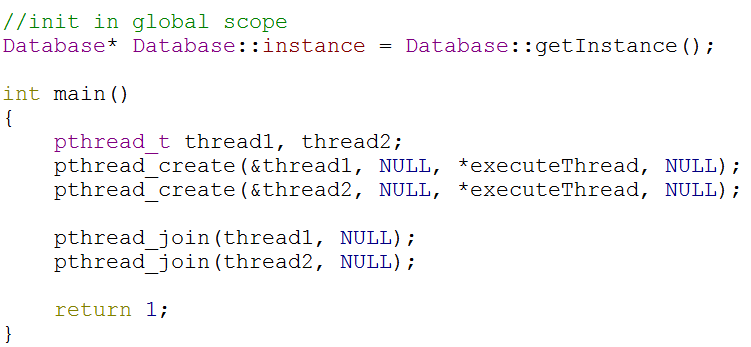 //init in global scope
Database* Database::instance = Database::getInstance();
int main()
{
pthread_t thread1, thread2;
pthread_create(&thread1, NULL, *executeThread, NULL);
pthread_create(&thread2, NULL, *executeThread, NULL);
pthread_join(thread1, NULL);
pthread_join(thread2, NULL);
return 1;
}